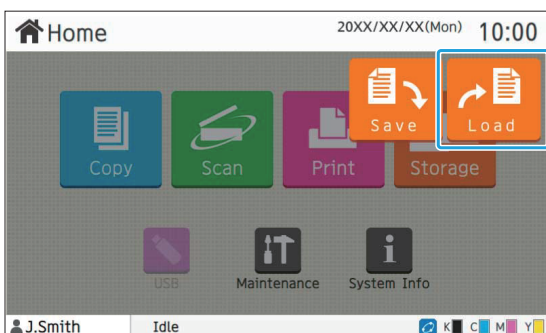 Home
20XX/XX/XX(Mon) 10:00
Save Load
Copy Scan Print Storage
USB Maintenance System Info
J.Smith Idle K C M Y